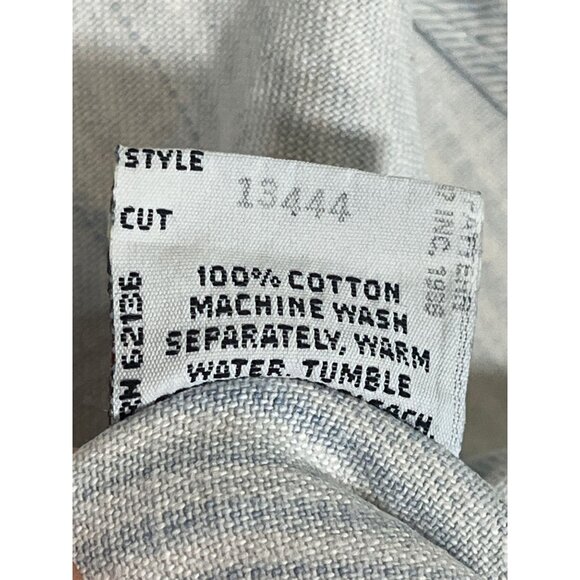 STYLE
13444
CUT
100% COTTON
MACHINE WASH
SEPARATELY, WARM
WATER, TUMBLE
RN 62136